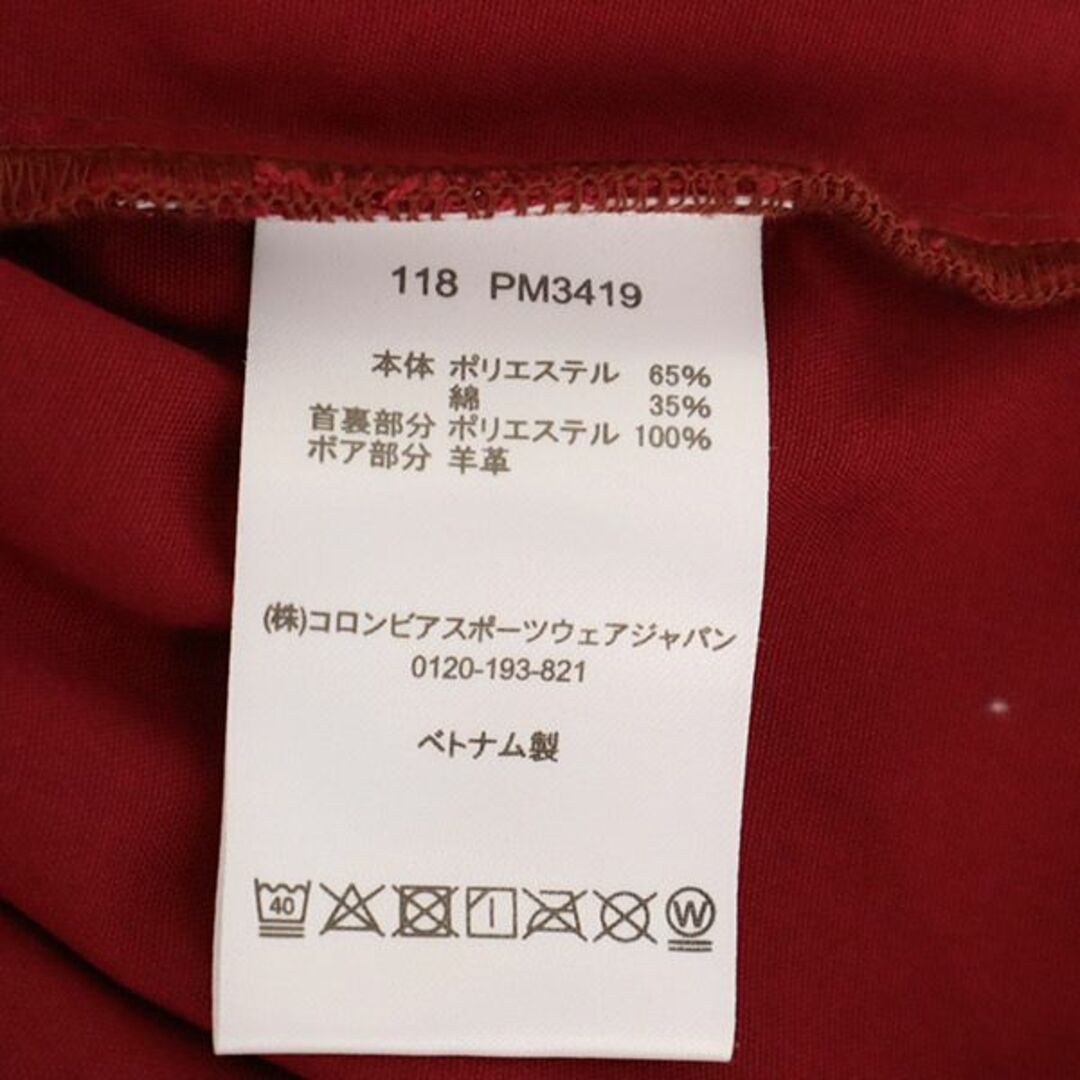 118 PM3419
本体 ポリエステル 65%
綿 35%
首裏部分 ポリエステル 100%
ボア部分 羊革
(株)コロンビアスポーツウェアジャパン
0120-193-821
ベトナム製
40 W